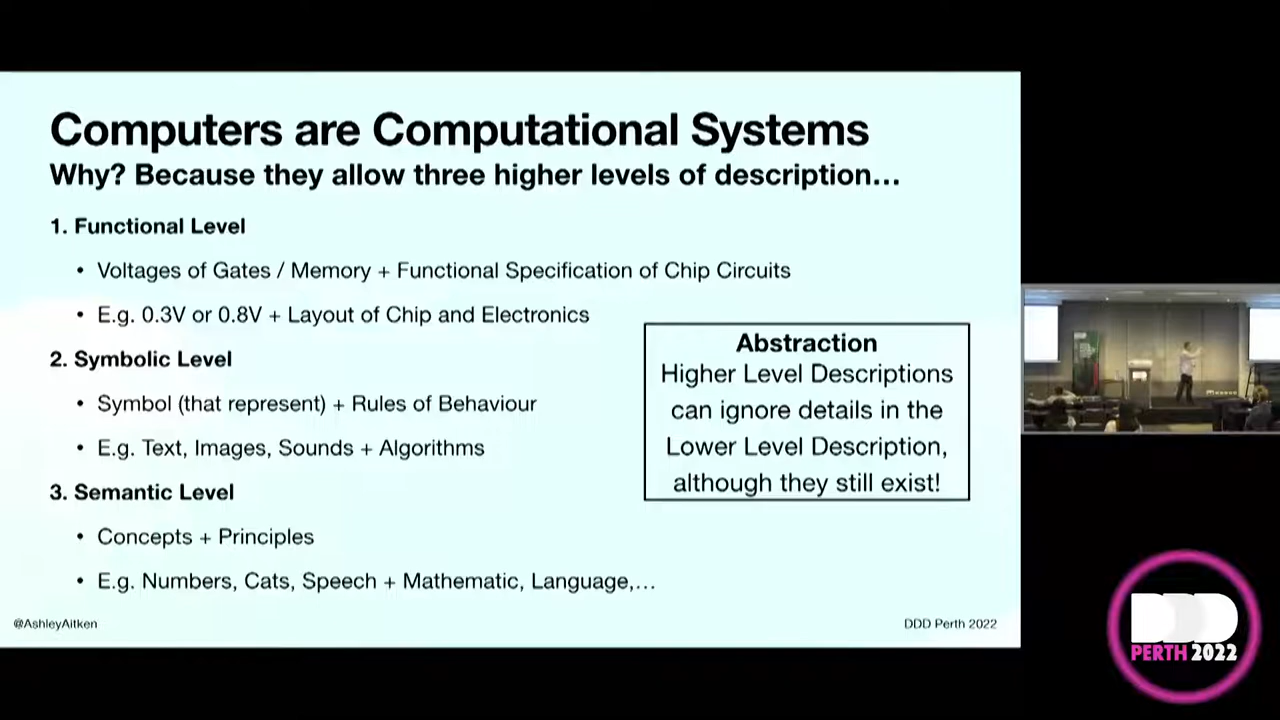 Computers are Computational Systems
Why? Because they allow three higher levels of description…
1. Functional Level
• Voltages of Gates / Memory + Functional Specification of Chip Circuits
• E.g. 0.3V or 0.8V + Layout of Chip and Electronics
2. Symbolic Level
• Symbol (that represent) + Rules of Behaviour
• E.g. Text, Images, Sounds + Algorithms
3. Semantic Level
• Concepts + Principles
• E.g. Numbers, Cats, Speech + Mathematic, Language,…
Abstraction
Higher Level Descriptions
can ignore details in the
Lower Level Description,
although they still exist!
@AshleyAitken
DDD Perth 2022
DDD
PERTH 2022